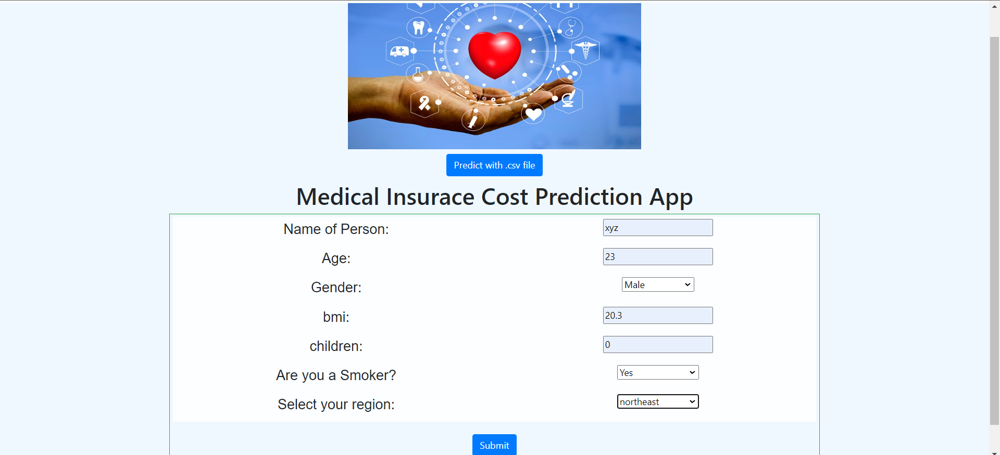 Predict with .csv file
Medical Insurace Cost Prediction App
Name of Person: xyz
Age: 23
Gender: Male
bmi: 20.3
children: 0
Are you a Smoker? Yes
Select your region: northeast
Submit